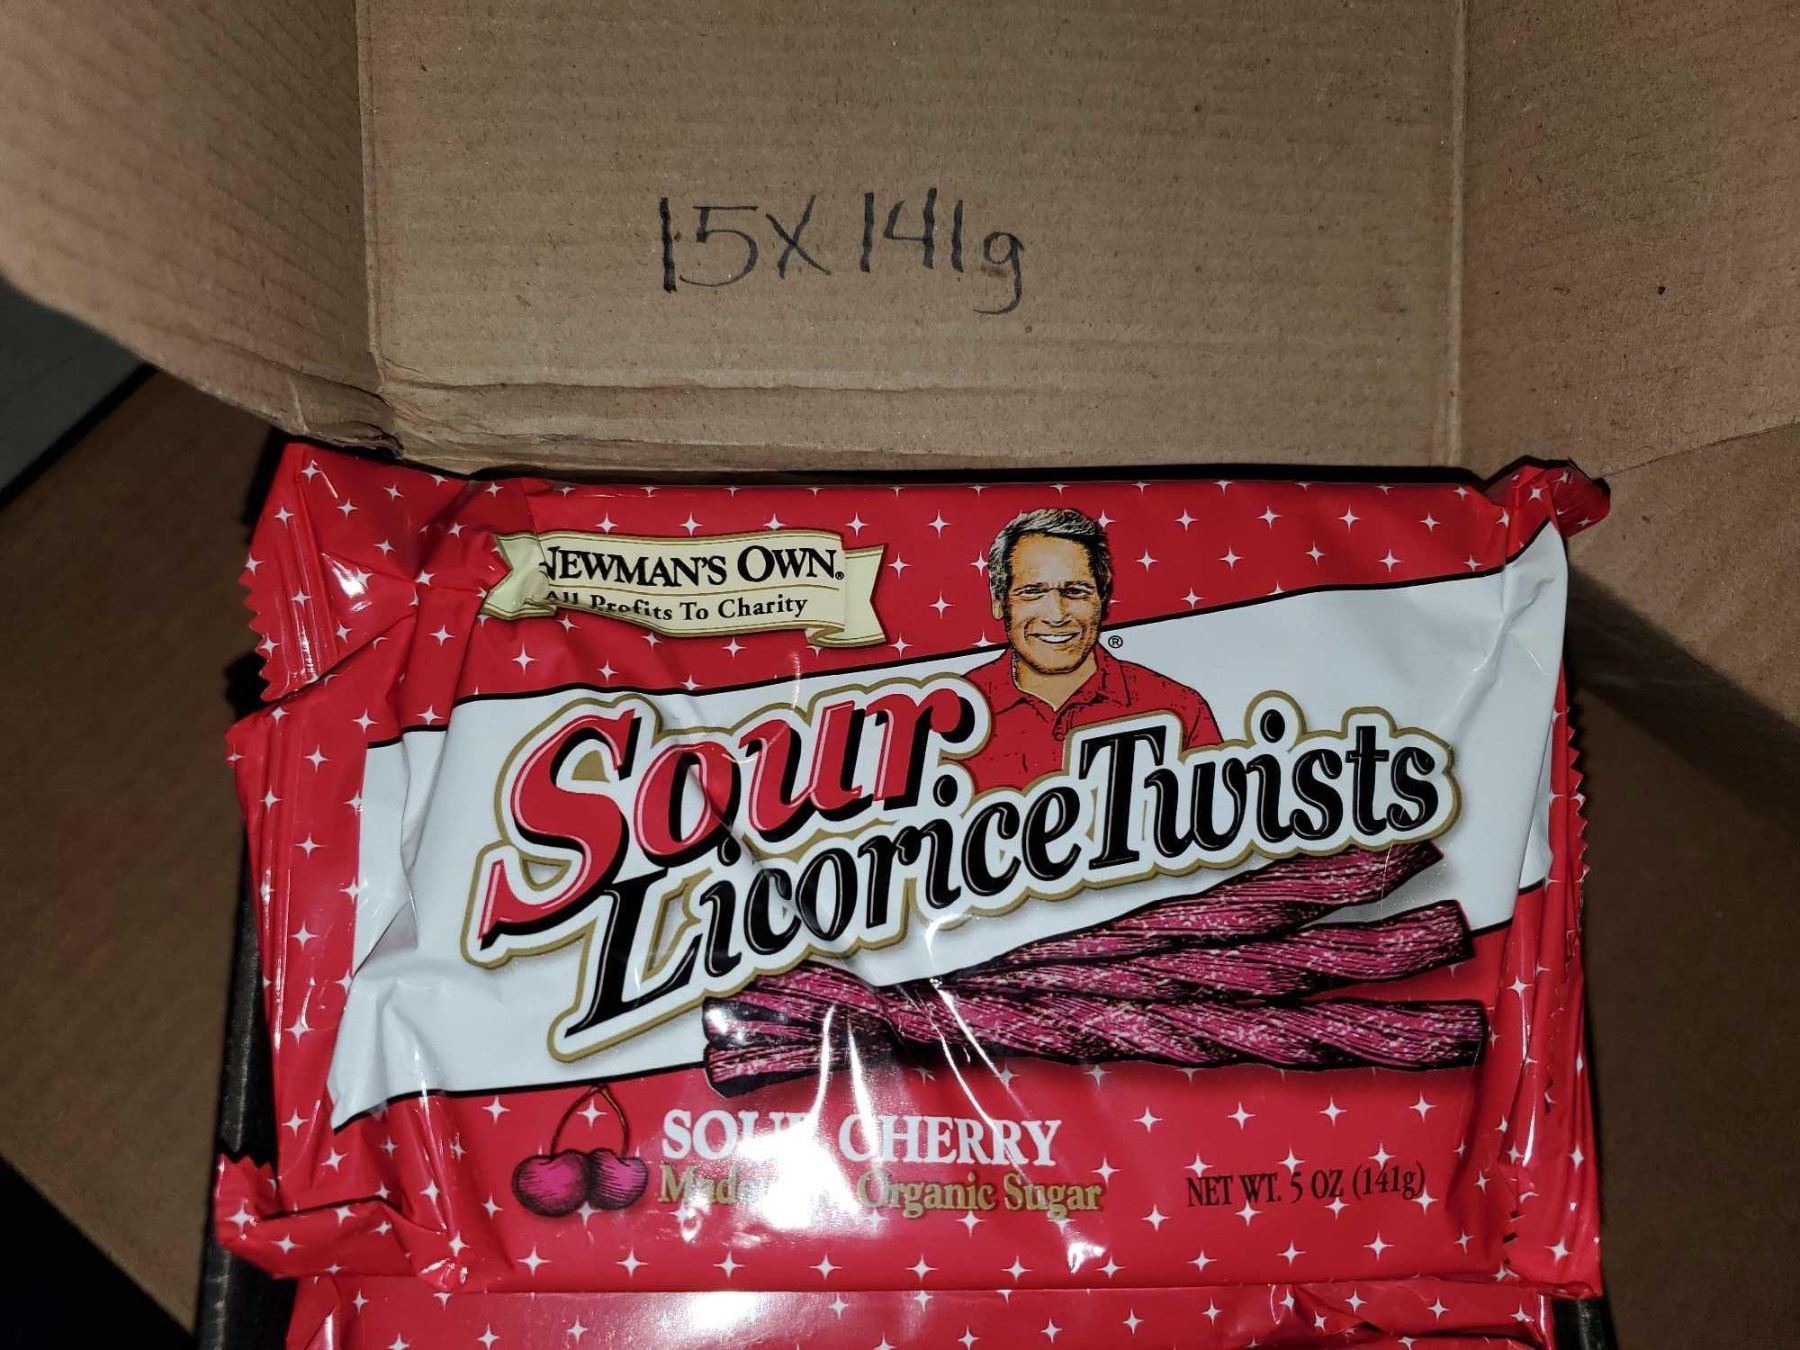 15X141g
NEWMAN'S OWN®
All Profits To Charity
®
Sour
Licorice Twists
SOUR CHERRY
Organic Sugar
NET WT. 5 OZ (141g)